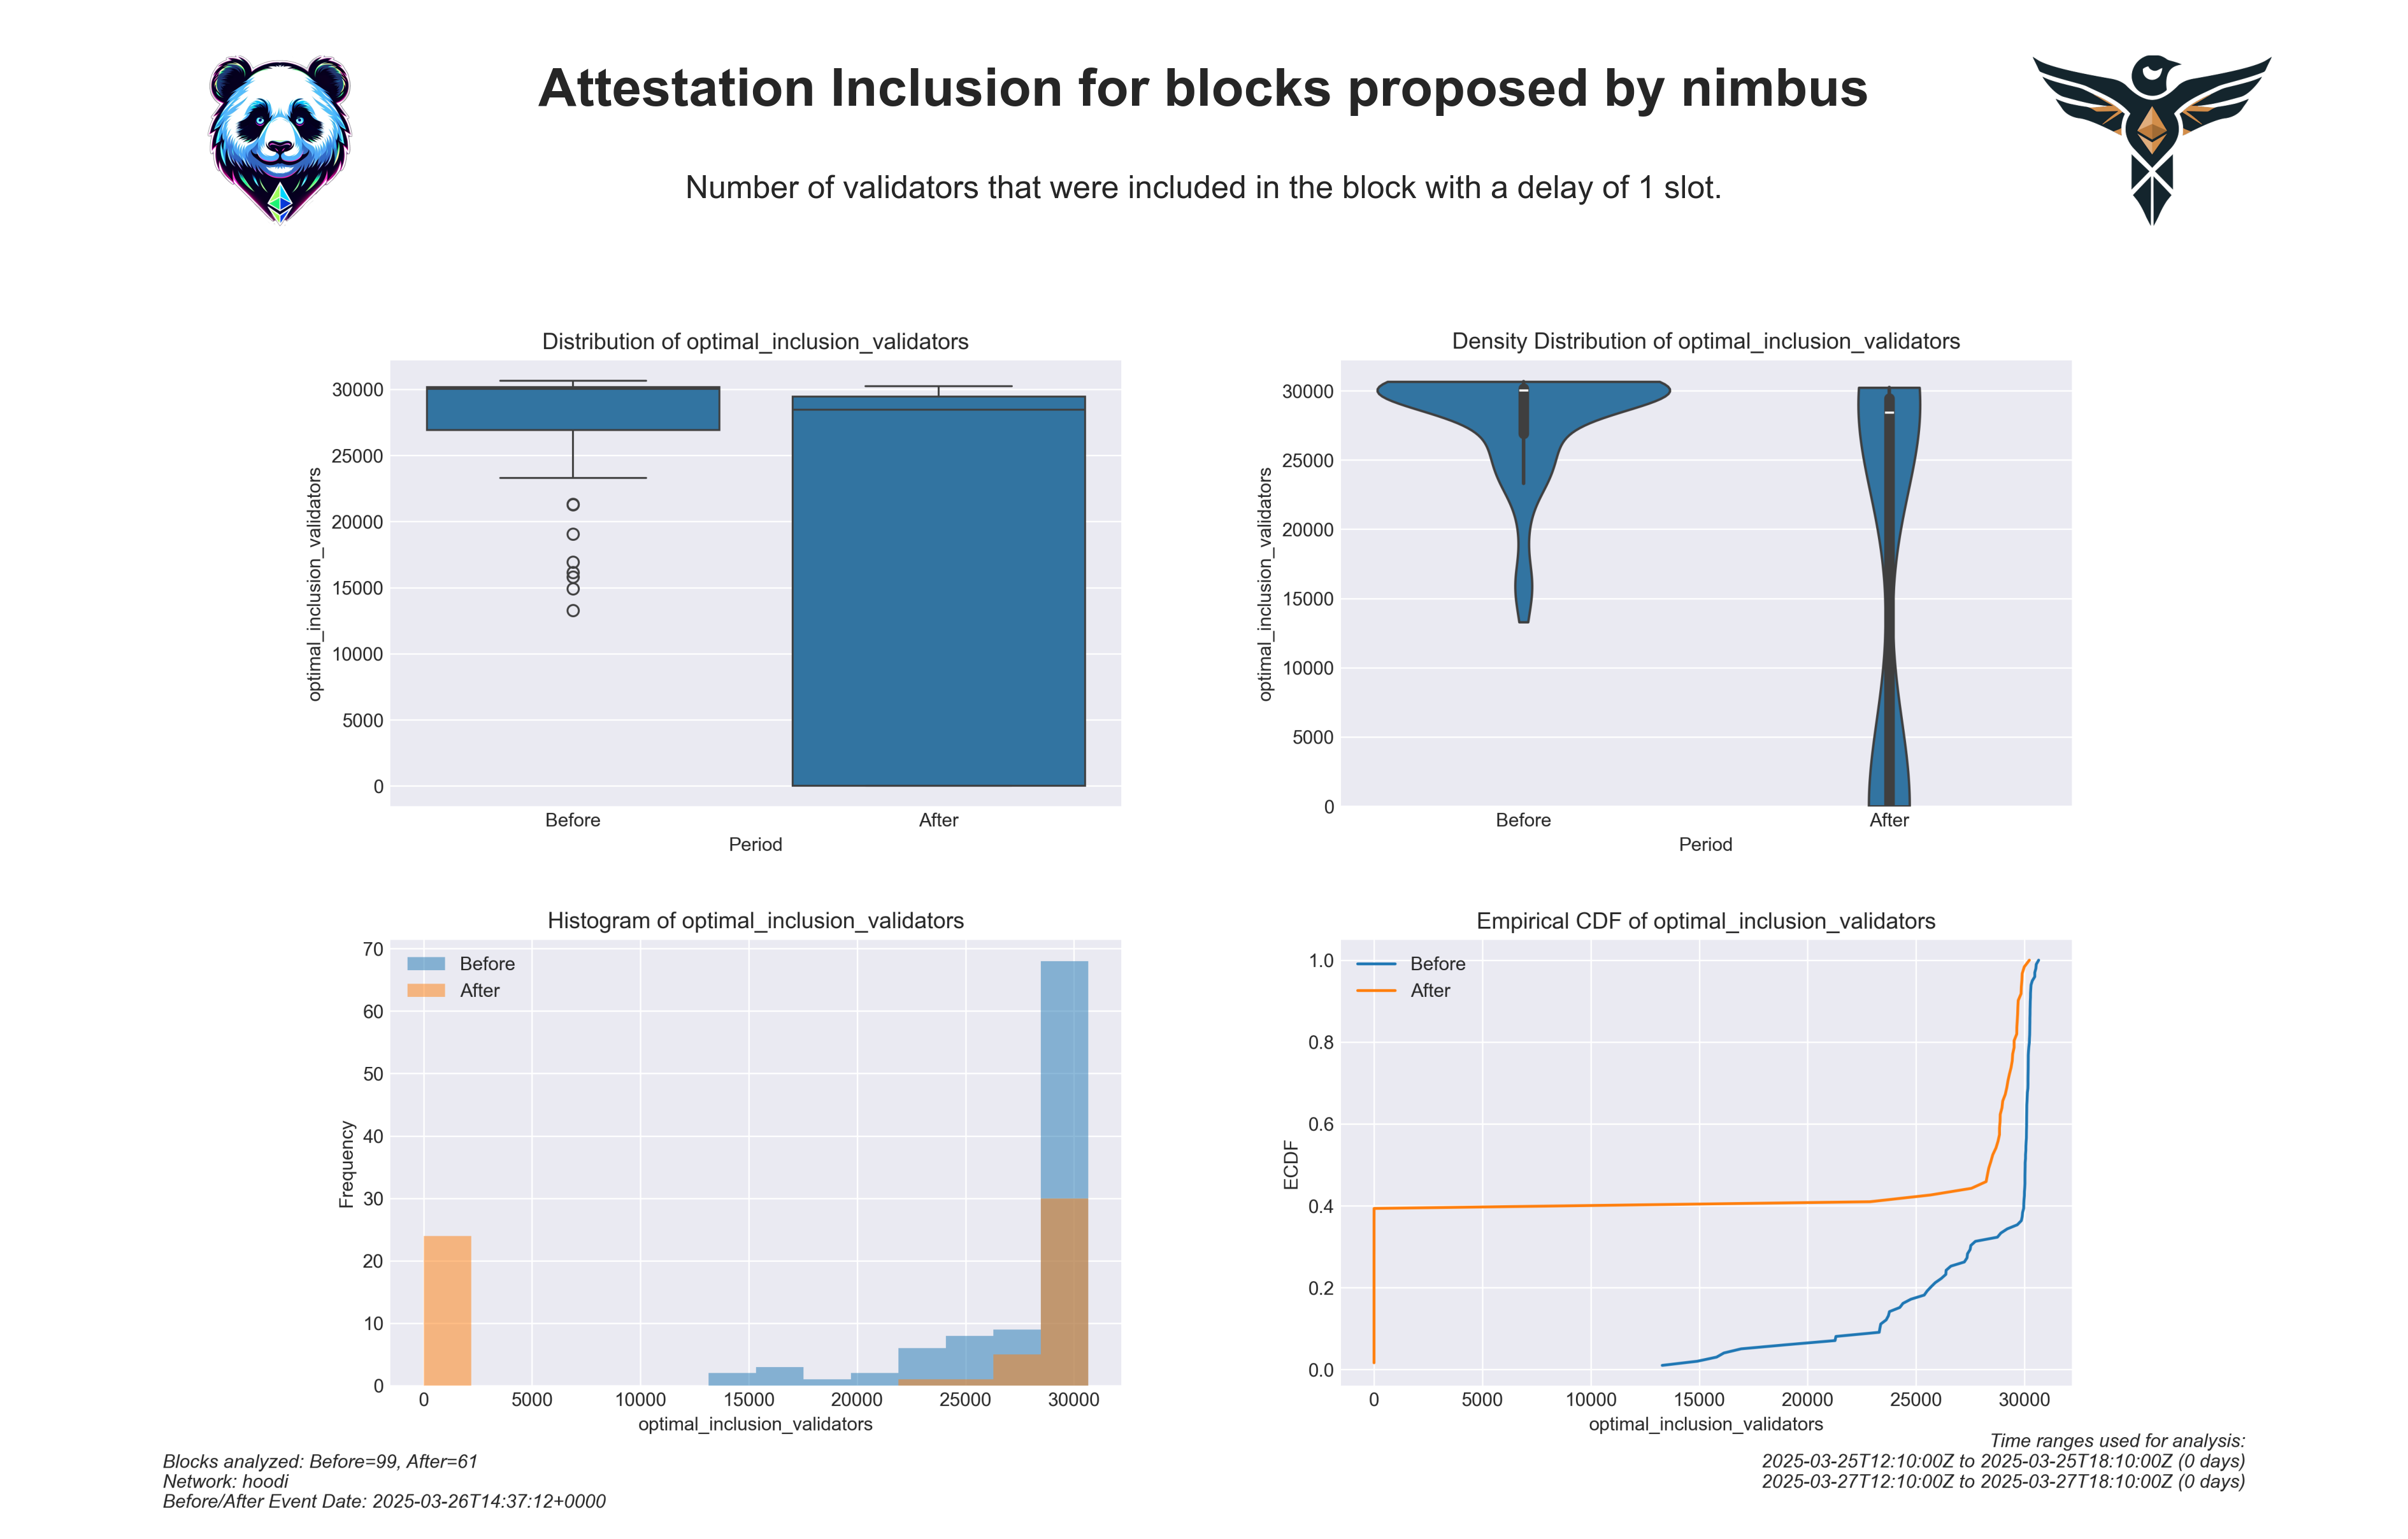 Attestation Inclusion for blocks proposed by nimbus
Number of validators that were included in the block with a delay of 1 slot.
Distribution of optimal_inclusion_validators
optimal_inclusion_validators
30000
25000
20000
15000
10000
5000
0
Before
After
Period
Density Distribution of optimal_inclusion_validators
optimal_inclusion_validators
30000
25000
20000
15000
10000
5000
0
Before
After
Period
Histogram of optimal_inclusion_validators
Before
After
Frequency
70
60
50
40
30
20
10
0
0
5000
10000
15000
20000
25000
30000
optimal_inclusion_validators
Empirical CDF of optimal_inclusion_validators
Before
After
ECDF
1.0
0.8
0.6
0.4
0.2
0.0
0
5000
10000
15000
20000
25000
30000
optimal_inclusion_validators
Blocks analyzed: Before=99, After=61
Network: hoodi
Before/After Event Date: 2025-03-26T14:37:12+0000
Time ranges used for analysis:
2025-03-25T12:10:00Z to 2025-03-25T18:10:00Z (0 days)
2025-03-27T12:10:00Z to 2025-03-27T18:10:00Z (0 days)